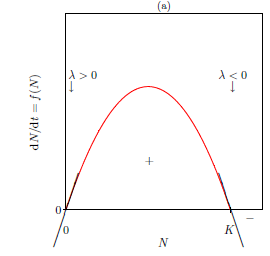 (a)
λ > 0
λ < 0
↓
↓
dN/dt = f(N)
+
0
0
K
−
N